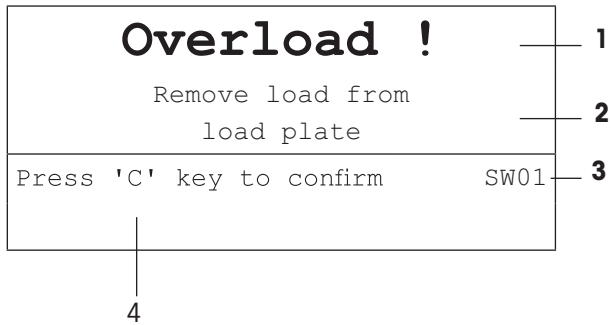 Overload !
1
Remove load from
load plate
2
Press 'C' key to confirm SW01
3
4